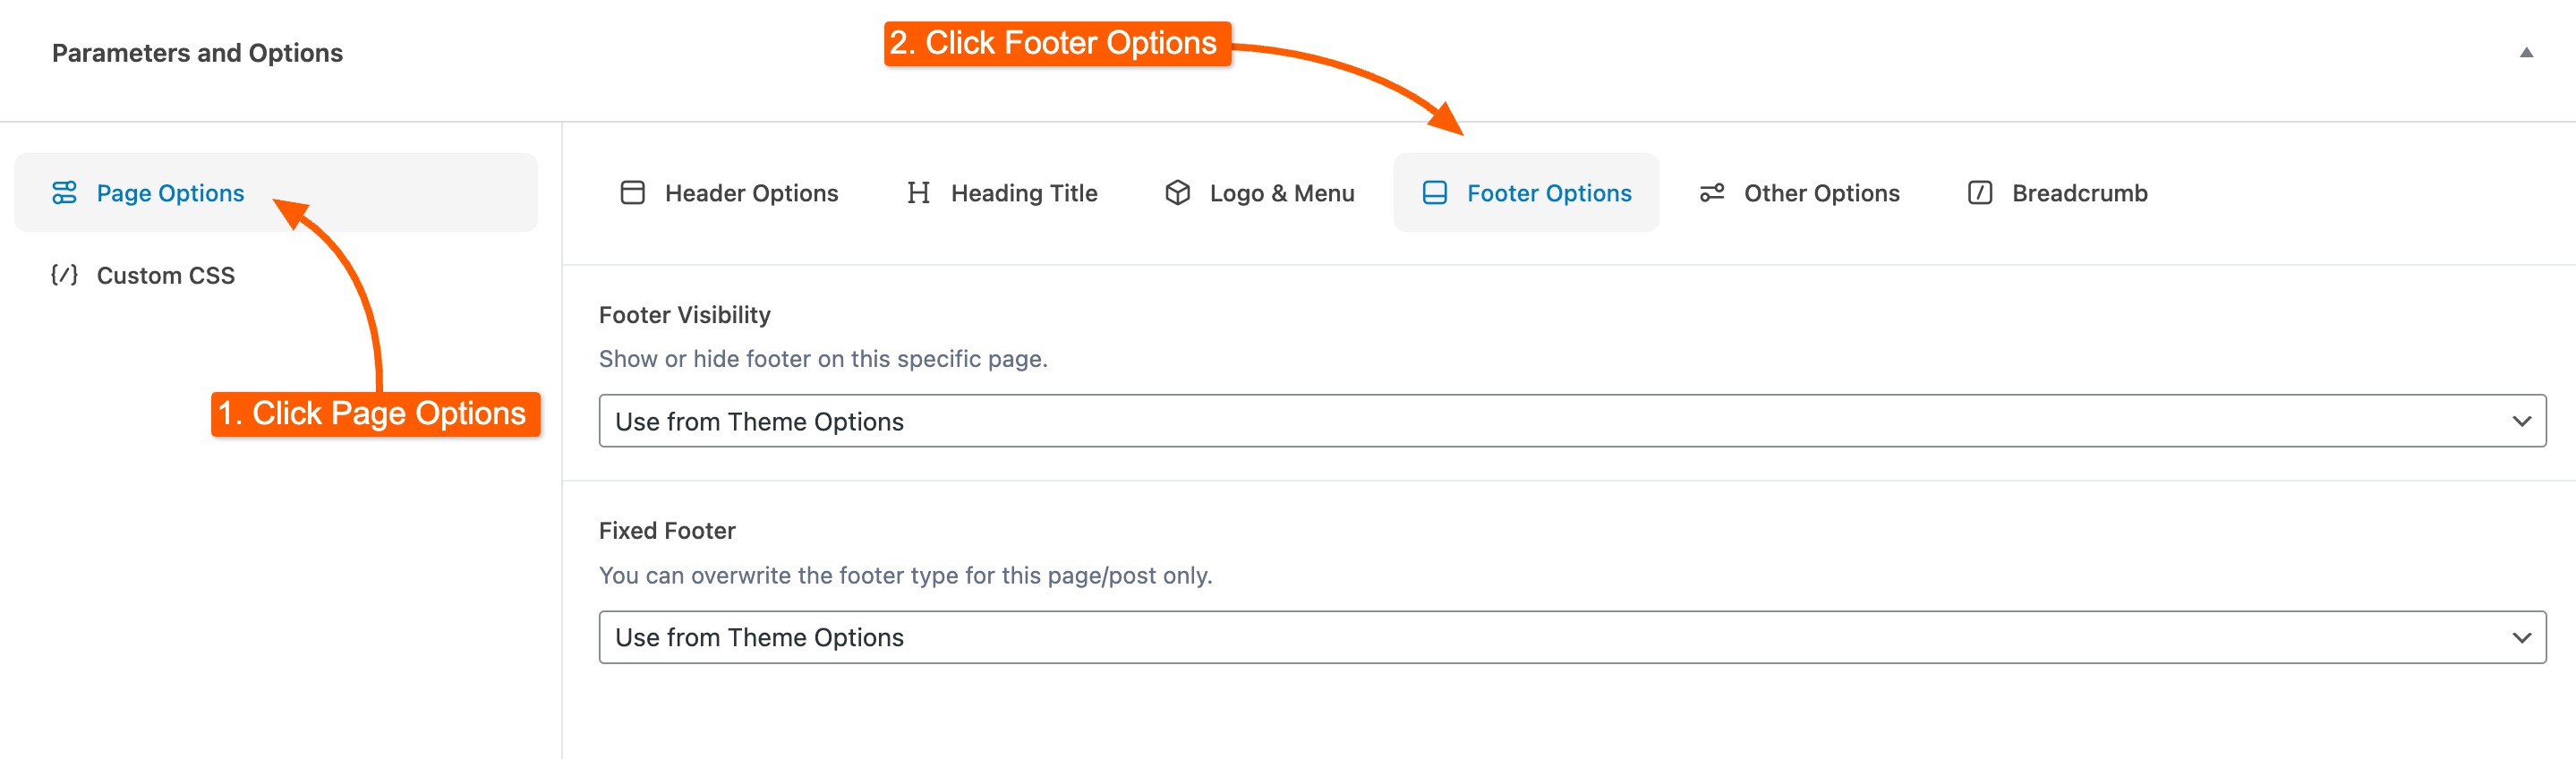 Parameters and Options
2. Click Footer Options
Page Options
Custom CSS
1. Click Page Options
Header Options
Heading Title
Logo & Menu
Footer Options
Other Options
Breadcrumb
Footer Visibility
Show or hide footer on this specific page.
Use from Theme Options
Fixed Footer
You can overwrite the footer type for this page/post only.
Use from Theme Options